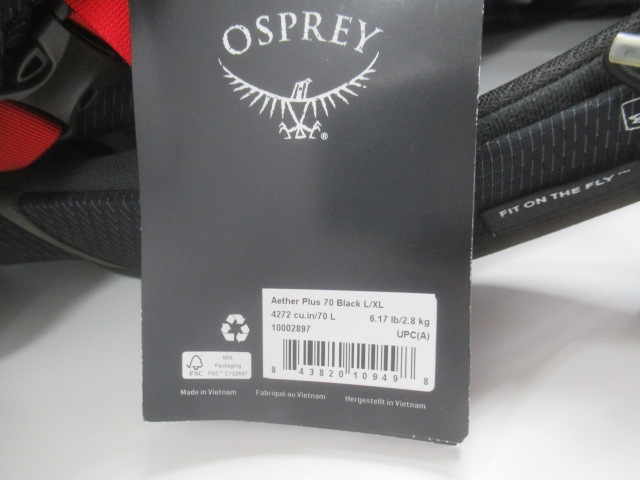 OSPREY
®
FIT ON THE FLY™
Aether Plus 70 Black L/XL
4272 cu.in/70 L 6.17 lb/2.8 kg
10002897 UPC(A)
8 43820 10949 8
MIX
Packaging
FSC
Made in Vietnam Fabriqué au Vietnam Hergestellt in Vietnam